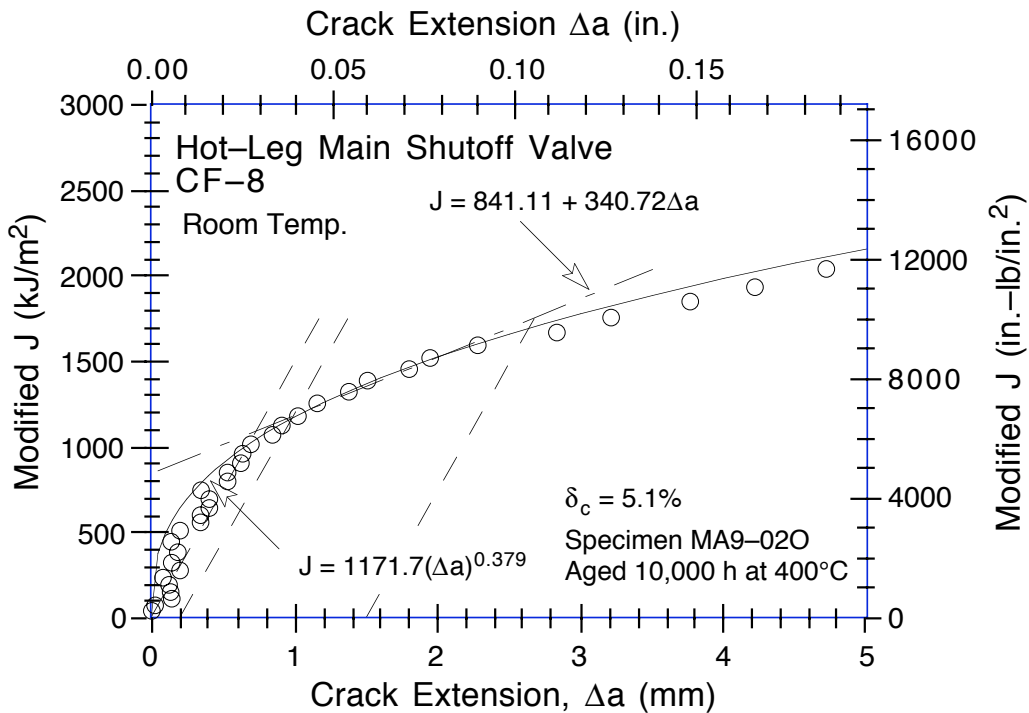 Crack Extension Δa (in.)
0.00 0.05 0.10 0.15
3000
2500
2000
1500
1000
500
0
Modified J (kJ/m²)
Hot–Leg Main Shutoff Valve
CF–8
Room Temp.
J = 841.11 + 340.72Δa
J = 1171.7(Δa)^0.379
δc = 5.1%
Specimen MA9–02O
Aged 10,000 h at 400°C
16000
12000
8000
4000
0
Modified J (in.–lb/in.²)
0 1 2 3 4 5
Crack Extension, Δa (mm)